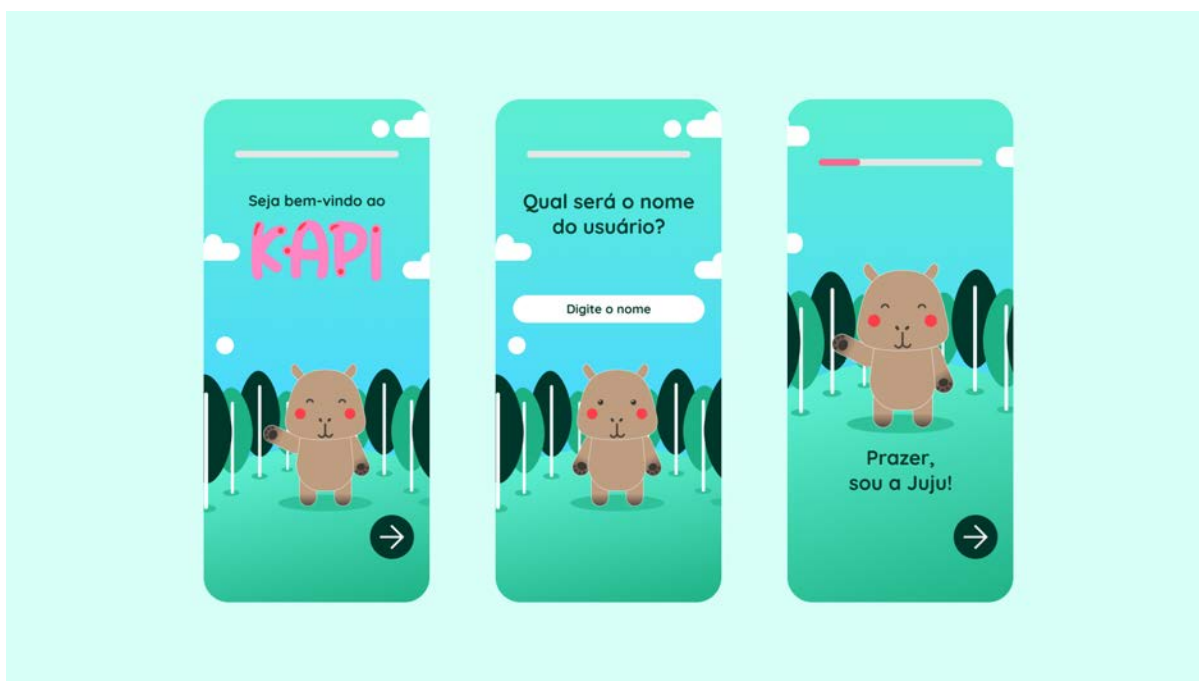 Seja bem-vindo ao
KAPI
Qual será o nome
do usuário?
Digite o nome
Prazer,
sou a Juju!